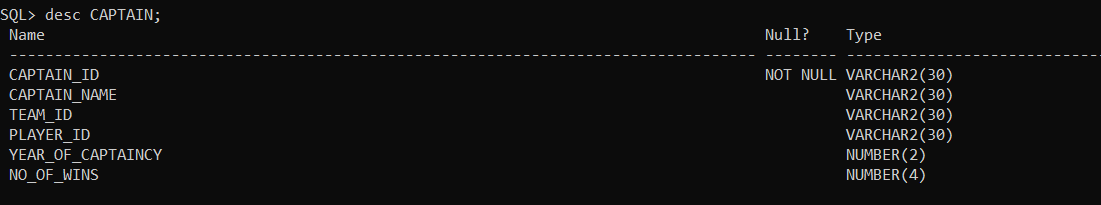 SQL> desc CAPTAIN;
Name Null? Type
----------------------------------------------------------------------------------- -------- ----------------------------
CAPTAIN_ID NOT NULL VARCHAR2(30)
CAPTAIN_NAME VARCHAR2(30)
TEAM_ID VARCHAR2(30)
PLAYER_ID VARCHAR2(30)
YEAR_OF_CAPTAINCY NUMBER(2)
NO_OF_WINS NUMBER(4)